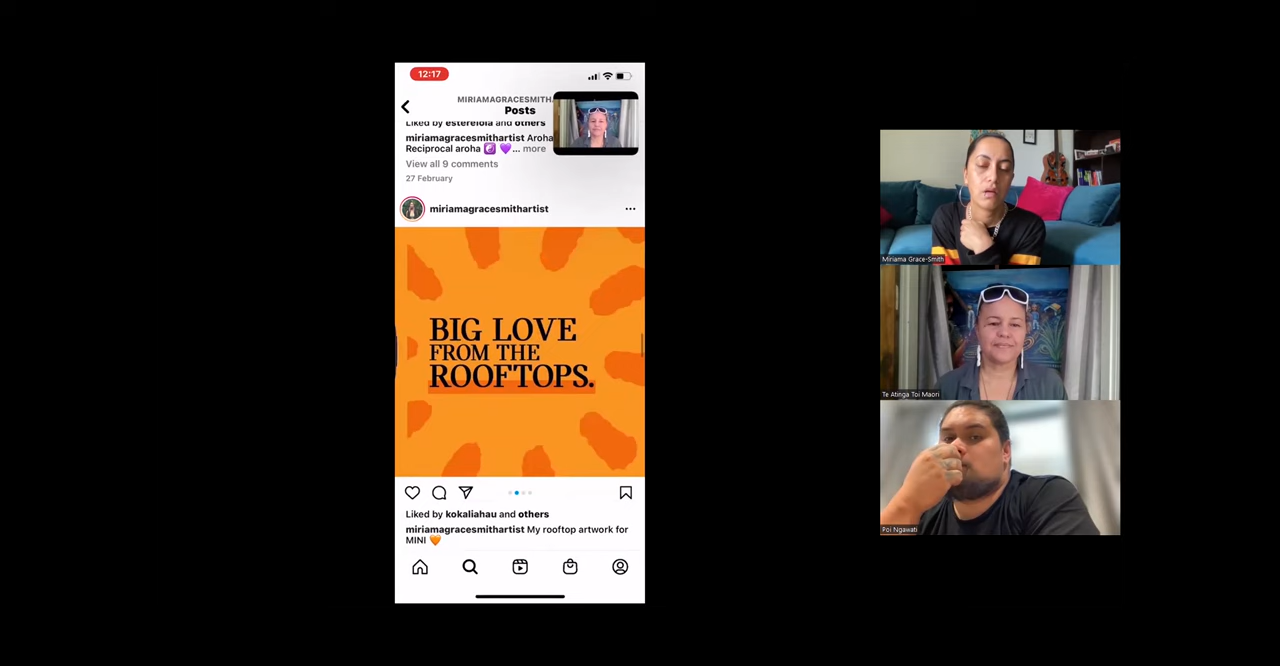 12:17
MIRIAMAGRACESMITH
Posts
Liked by esterelola and others
miriamagracesmithartist Aroha
Reciprocal aroha ... more
View all 9 comments
27 February
miriamagracesmithartist
BIG LOVE
FROM THE
ROOFTOPS.
Liked by kokaliahau and others
miriamagracesmithartist My rooftop artwork for
MINI 🧡
Miriama Grace-Smith
Te Atinga Toi Maori
Poi Ngawati